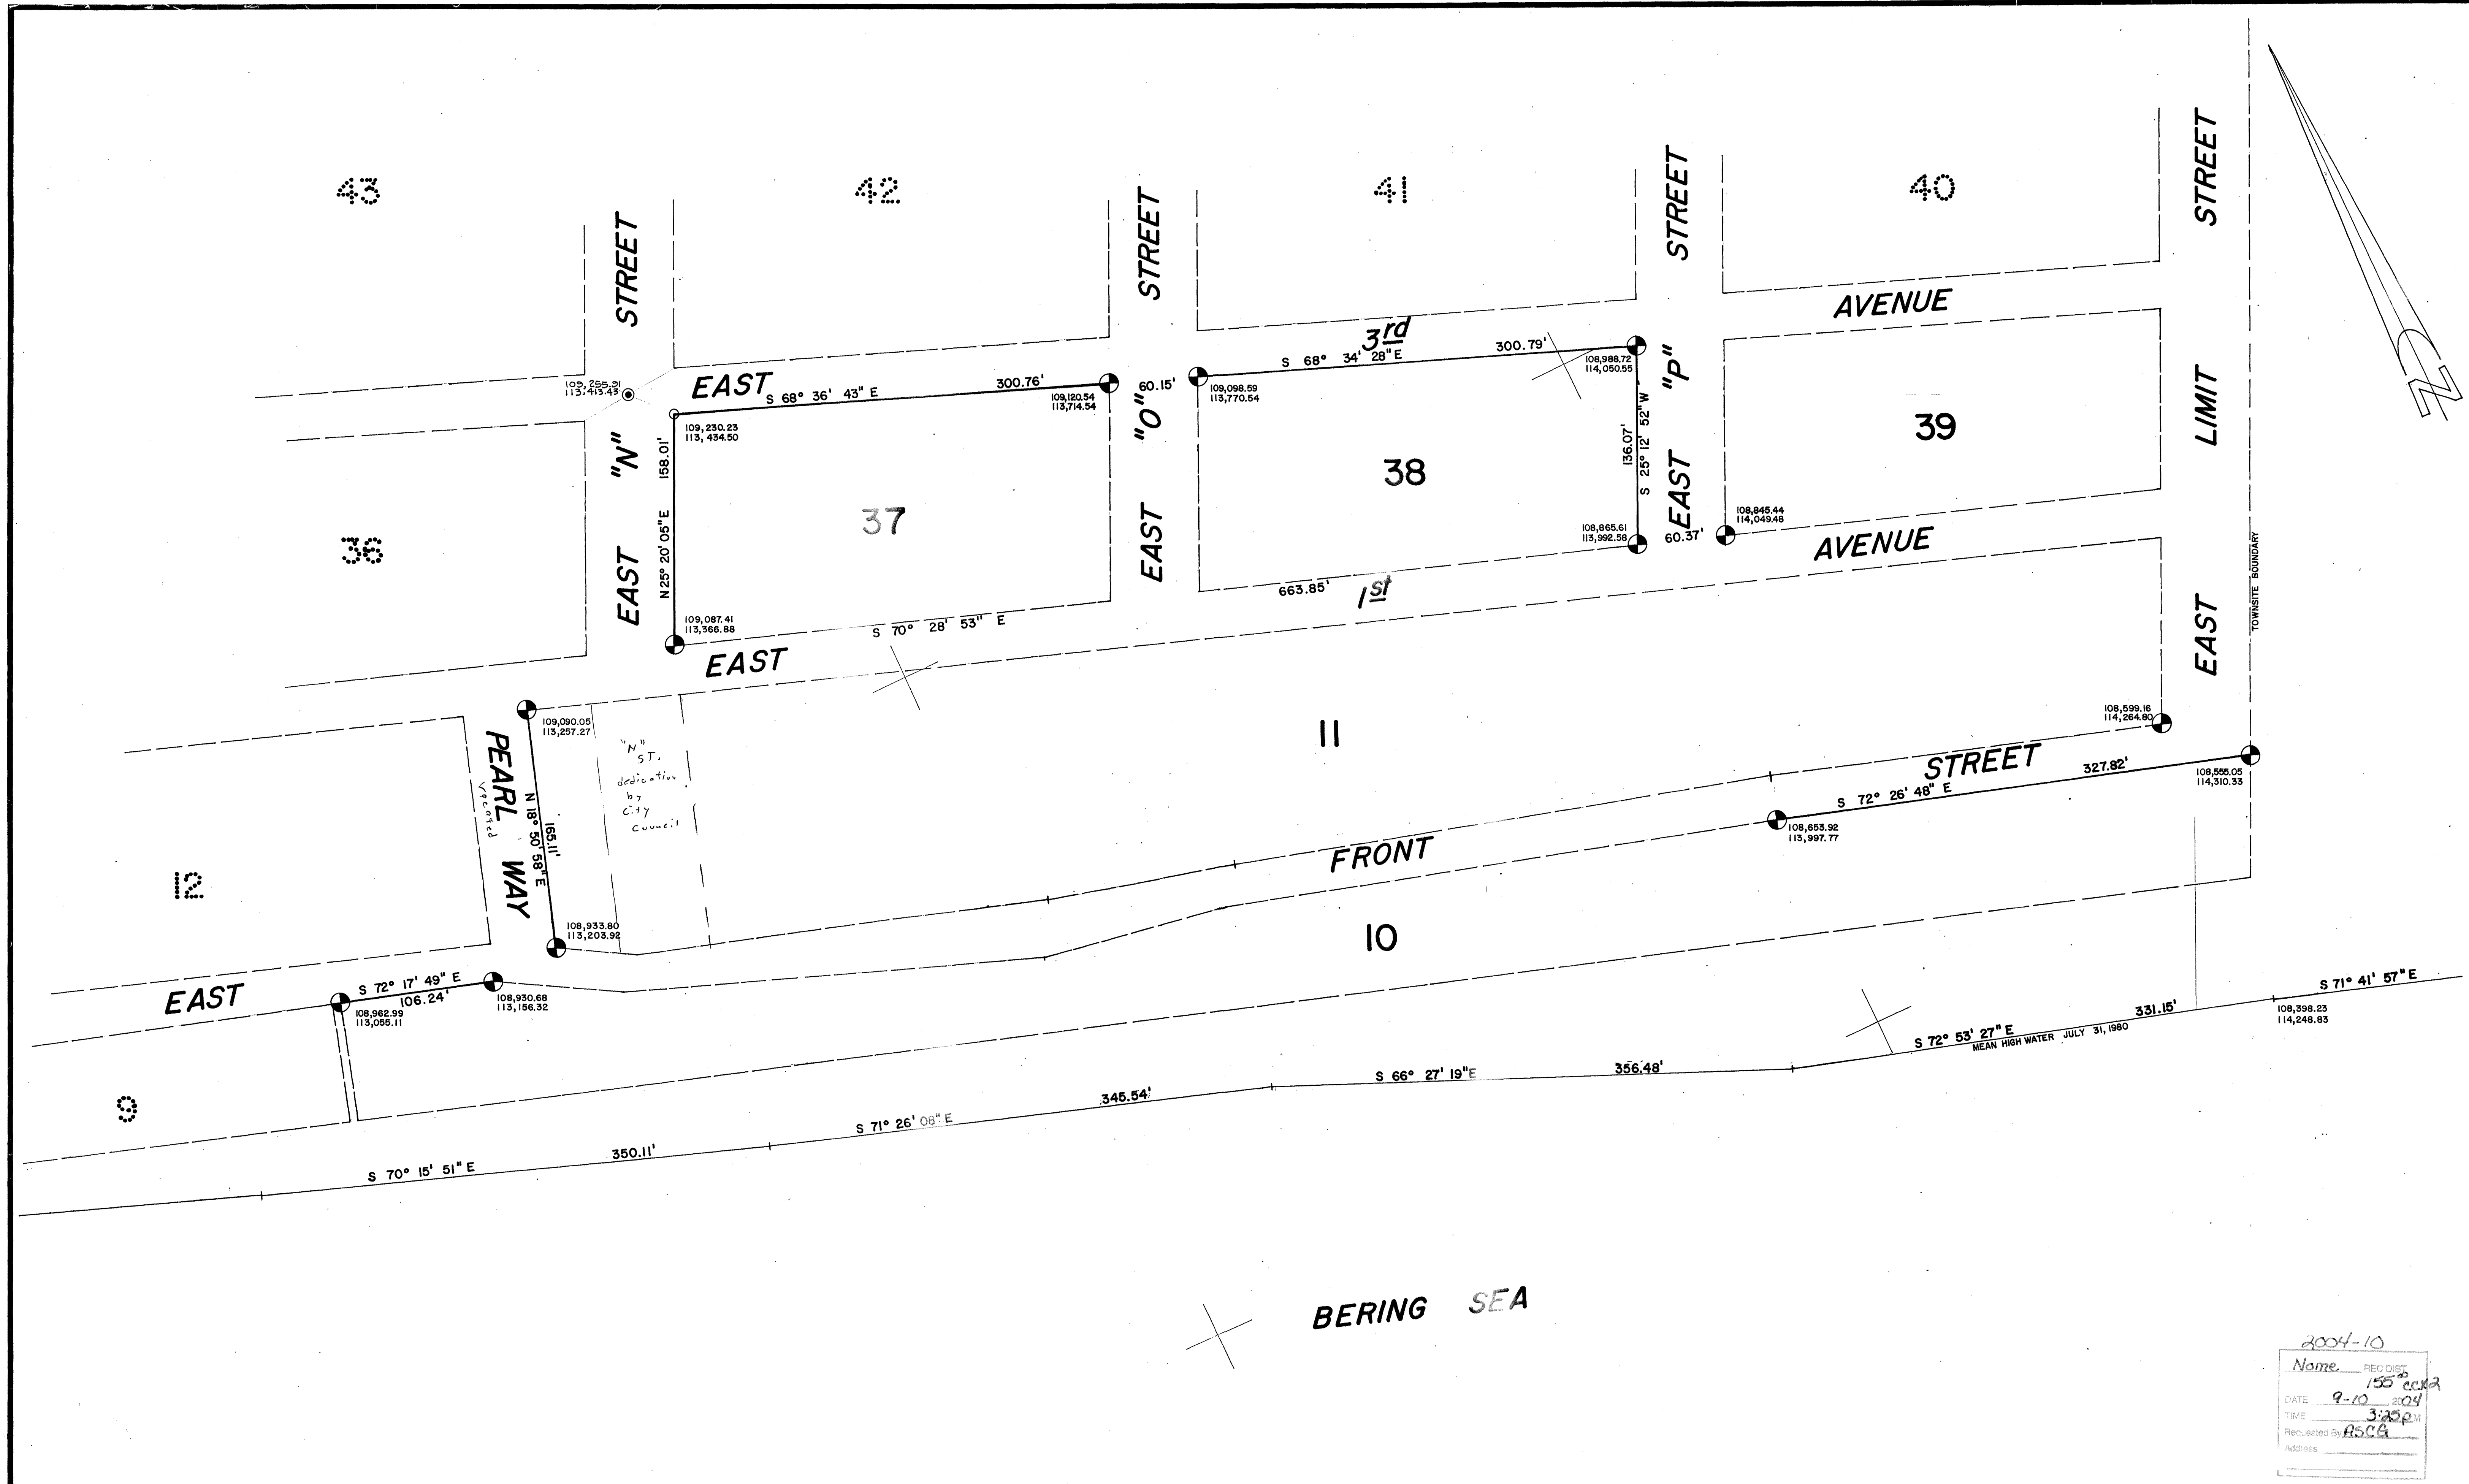 43
42
41
40
EAST "N" STREET
EAST "O" STREET
EAST "P" STREET
EAST LIMIT STREET
TOWNSITE BOUNDARY
N
EAST 3rd AVENUE
109,255.91
113,413.43
S 68° 36' 43" E
300.76'
109,120.54
113,714.54
60.15'
109,098.59
113,770.54
S 68° 34' 28" E
300.79'
108,988.72
114,050.55
109,230.23
113,434.50
N 25° 20' 05" E
158.01'
136.07'
S 25° 12' 52" W
36
37
38
39
109,087.41
113,366.88
S 70° 28' 53" E
663.85'
108,865.61
113,992.58
60.37'
108,845.44
114,049.48
EAST 1st AVENUE
109,090.05
113,257.27
PEARL WAY
Vacated
N 18° 50' 58" E
165.11'
"N"
ST.
dedication
by
City
Council
11
108,599.16
114,264.80
12
108,933.80
113,203.92
EAST FRONT STREET
S 72° 26' 48" E
327.82'
108,555.05
114,310.33
108,653.92
113,997.77
S 72° 17' 49" E
106.24'
108,962.99
113,055.11
108,930.68
113,156.32
10
9
S 70° 15' 51" E
350.11'
S 71° 26' 08" E
345.54'
S 66° 27' 19" E
356.48'
S 72° 53' 27" E
331.15'
MEAN HIGH WATER JULY 31, 1980
S 71° 41' 57" E
108,398.23
114,248.83
BERING SEA
2004-10
Nome REC DIST
155
DATE 9-10 2004
TIME 3:25 P M
Requested By ASCG
Address